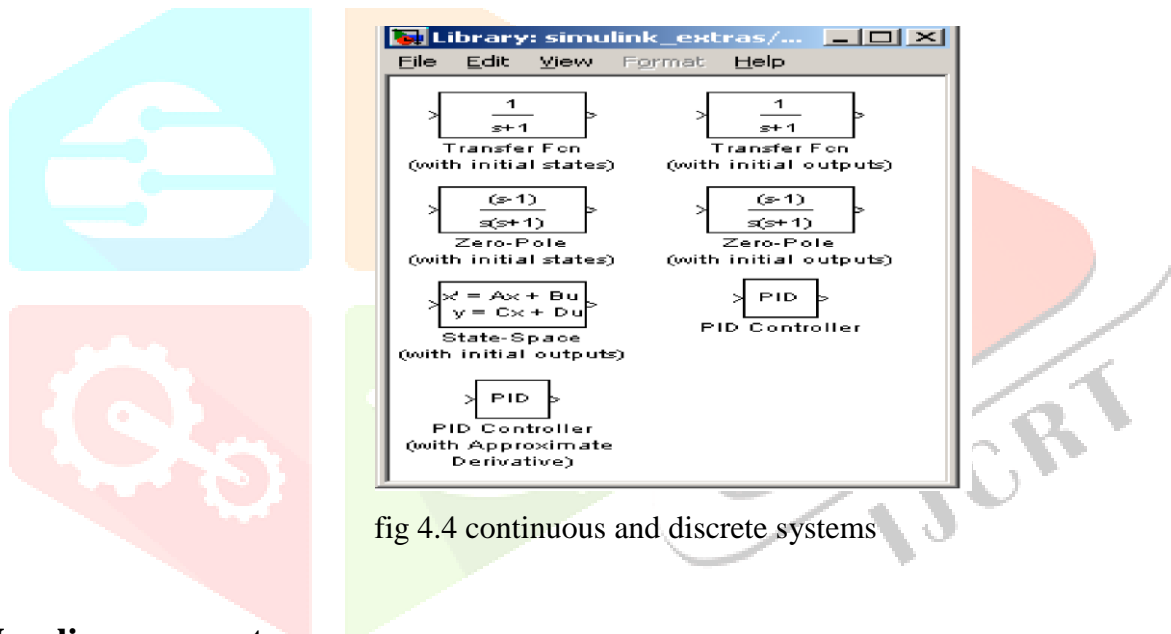 Library: simulink_extras/...
File Edit View Format Help
1
s+1
Transfer Fcn
(with initial states)
1
s+1
Transfer Fcn
(with initial outputs)
(s-1)
s(s+1)
Zero-Pole
(with initial states)
(s-1)
s(s+1)
Zero-Pole
(with initial outputs)
x' = Ax + Bu
y = Cx + Du
State-Space
(with initial outputs)
PID
PID Controller
PID
PID Controller
(with Approximate
Derivative)
IJCRT
fig 4.4 continuous and discrete systems